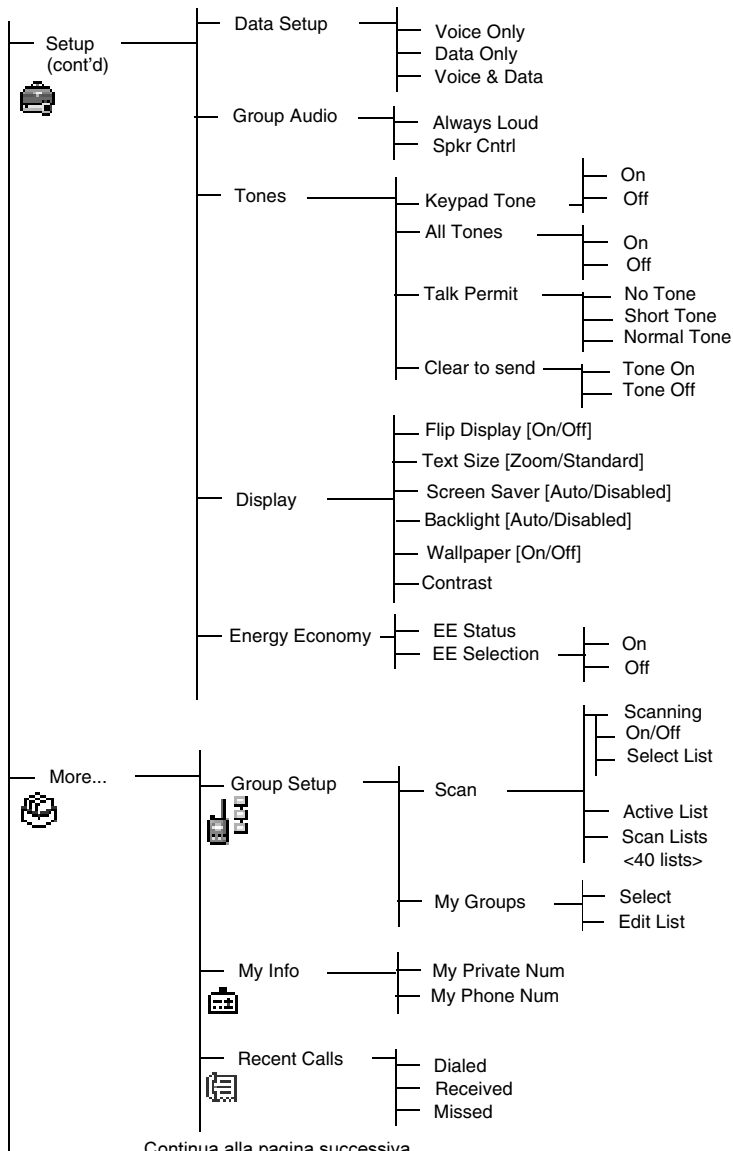 Setup
(cont'd)
Data Setup
Voice Only
Data Only
Voice & Data
Group Audio
Always Loud
Spkr Cntrl
Tones
Keypad Tone
On
Off
All Tones
On
Off
Talk Permit
No Tone
Short Tone
Normal Tone
Clear to send
Tone On
Tone Off
Display
Flip Display [On/Off]
Text Size [Zoom/Standard]
Screen Saver [Auto/Disabled]
Backlight [Auto/Disabled]
Wallpaper [On/Off]
Contrast
Energy Economy
EE Status
EE Selection
On
Off
More...
Group Setup
Scan
Scanning
On/Off
Select List
Active List
Scan Lists
<40 lists>
My Groups
Select
Edit List
My Info
My Private Num
My Phone Num
Recent Calls
Dialed
Received
Missed
Continua alla pagina successiva